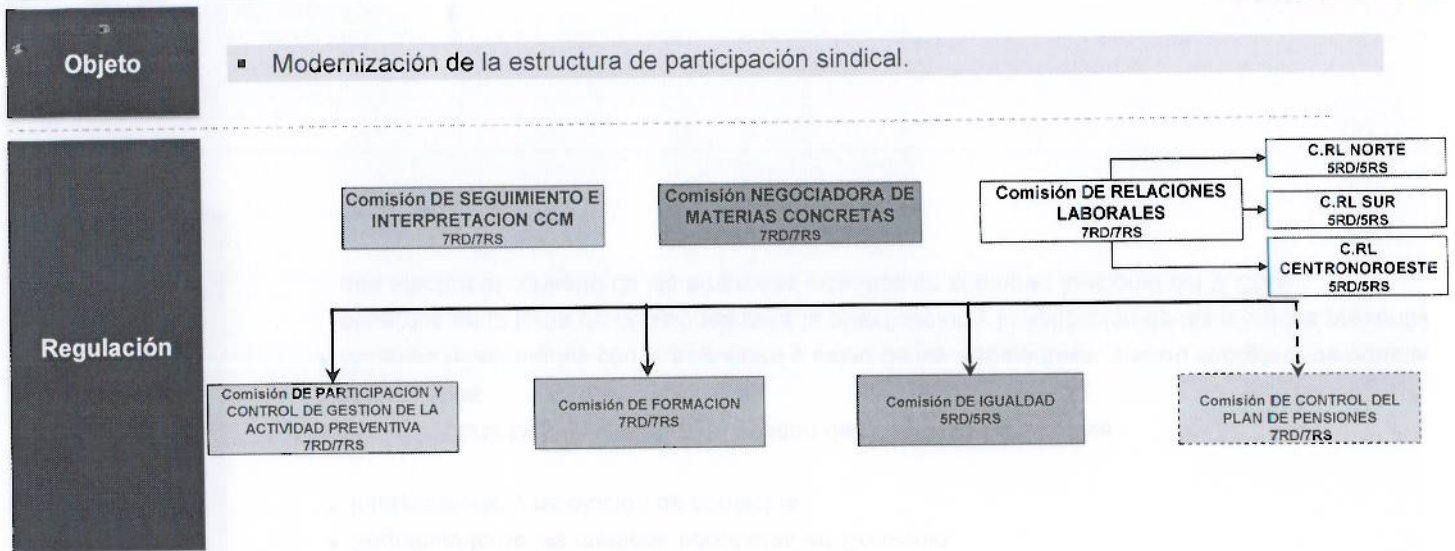 Objeto
▪ Modernización de la estructura de participación sindical.
Regulación
Comisión DE SEGUIMIENTO E
INTERPRETACION CCM
7RD/7RS
Comisión NEGOCIADORA DE
MATERIAS CONCRETAS
7RD/7RS
Comisión DE RELACIONES
LABORALES
7RD/7RS
C.RL NORTE
5RD/5RS
C.RL SUR
5RD/5RS
C.RL
CENTRONOROESTE
5RD/5RS
Comisión DE PARTICIPACION Y
CONTROL DE GESTION DE LA
ACTIVIDAD PREVENTIVA
7RD/7RS
Comisión DE FORMACION
7RD/7RS
Comisión DE IGUALDAD
5RD/5RS
Comisión DE CONTROL DEL
PLAN DE PENSIONES
7RD/7RS